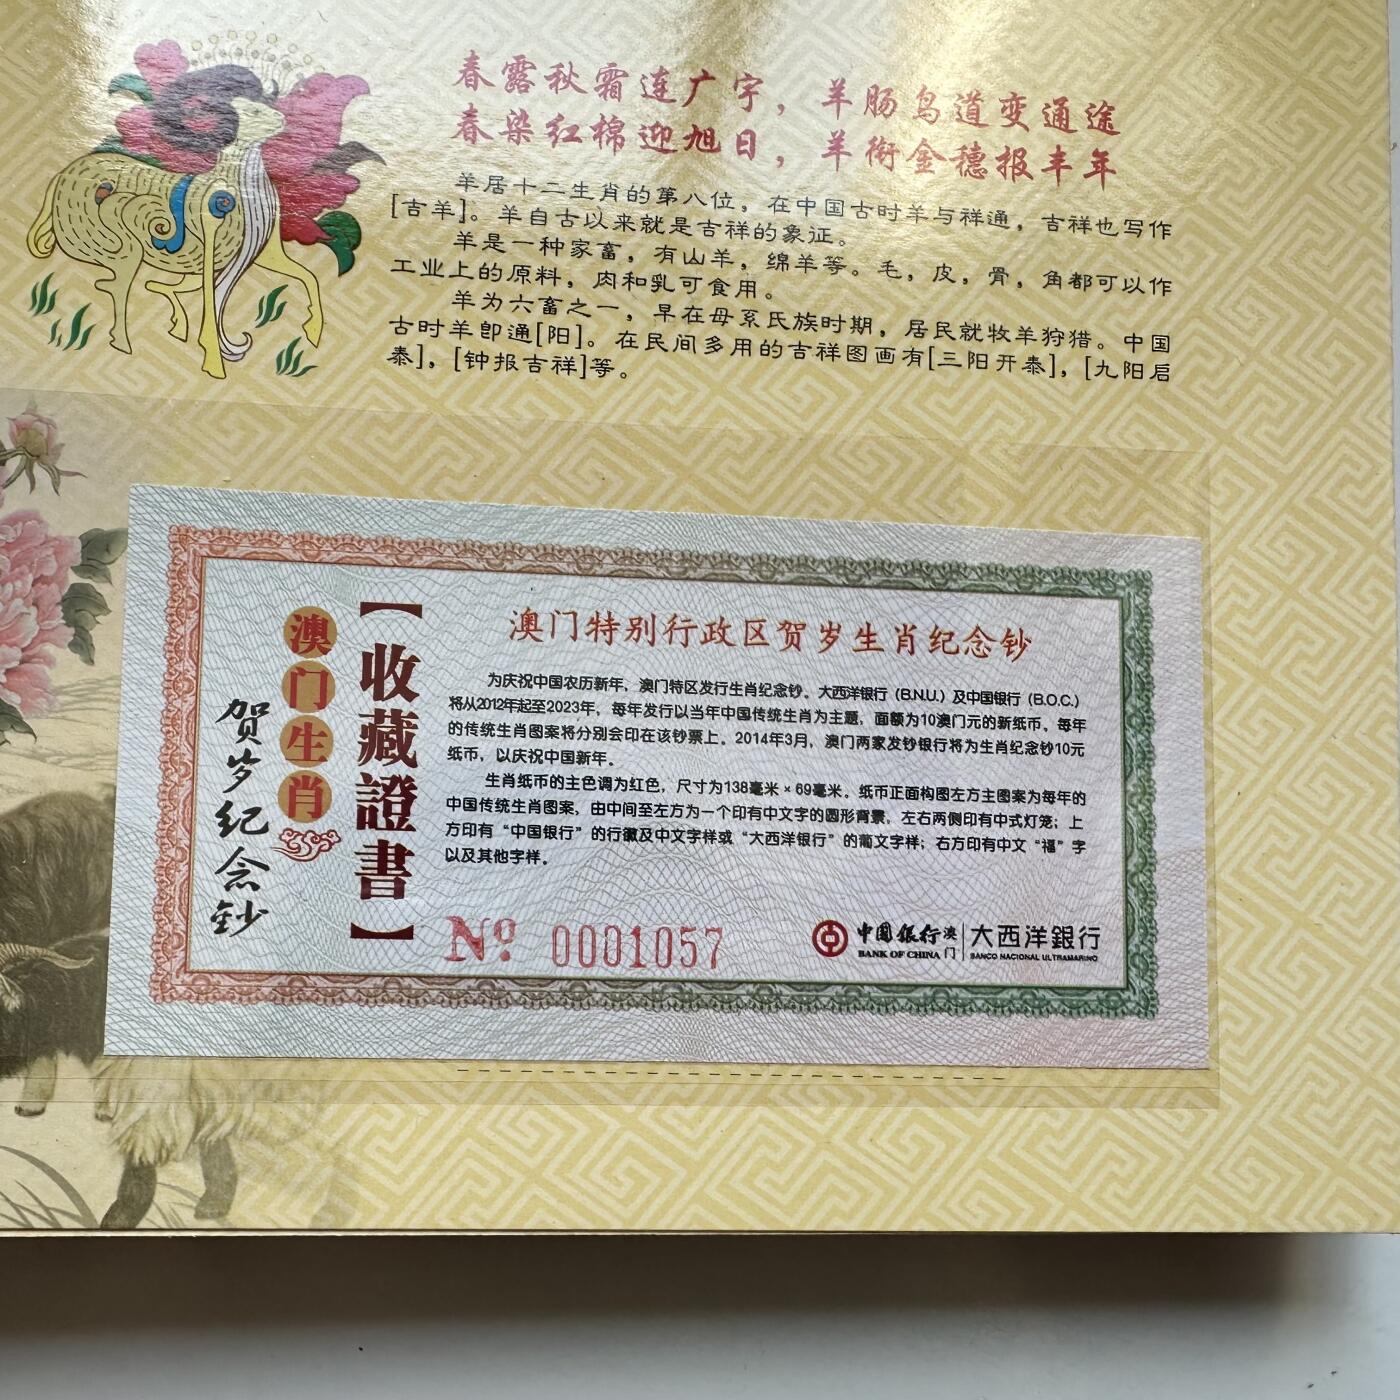 春露秋霜连广宇，羊肠鸟道变通途
春染红棉迎旭日，羊衔金穗报丰年
羊居十二生肖的第八位，在中国古时羊与祥通，吉祥也写作
[吉羊]。羊自古以来就是吉祥的象征。
羊是一种家畜，有山羊，绵羊等。毛，皮，骨，角都可以作
工业上的原料，肉和乳可食用。
羊为六畜之一，早在母系氏族时期，居民就牧羊狩猎。中国
古时羊即通[阳]。在民间多用的吉祥图画有[三阳开泰]，[九阳启
泰]，[钟报吉祥]等。
贺岁纪念钞
澳门生肖
【收藏證書】
澳门特别行政区贺岁生肖纪念钞
为庆祝中国农历新年，澳门特区发行生肖纪念钞。大西洋银行（B.N.U.）及中国银行（B.O.C.）
将从2012年起至2023年，每年发行以当年中国传统生肖为主题，面额为10澳门元的新纸币。每年
的传统生肖图案将分别会印在该钞票上。2014年3月，澳门两家发钞银行将为生肖纪念钞10元
纸币，以庆祝中国新年。
生肖纸币的主色调为红色，尺寸为138毫米×69毫米。纸币正面构图左方主图案为每年的
中国传统生肖图案，由中间至左方为一个印有中文字的圆形背景，左右两侧印有中式灯笼；上
方印有“中国银行”的行徽及中文字样或“大西洋银行”的葡文字样；右方印有中文“福”字
以及其他字样。
Nº 0001057
中国银行 澳门 大西洋銀行
BANK OF CHINA BANCO NACIONAL ULTRAMARINO